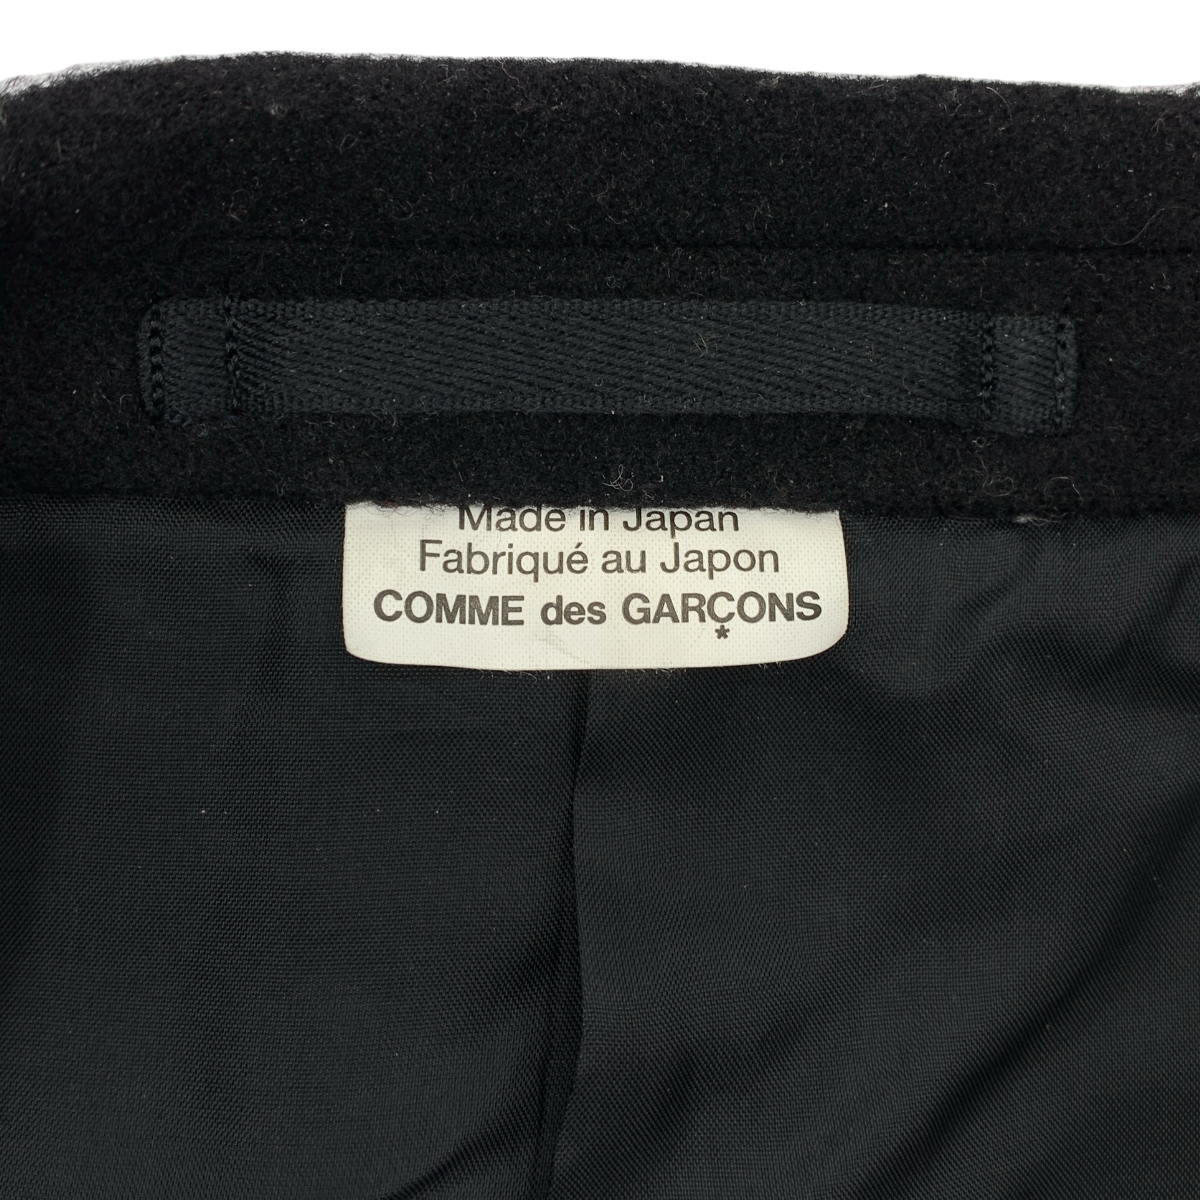 Made in Japan
Fabriqué au Japon
COMME des GARÇONS
*